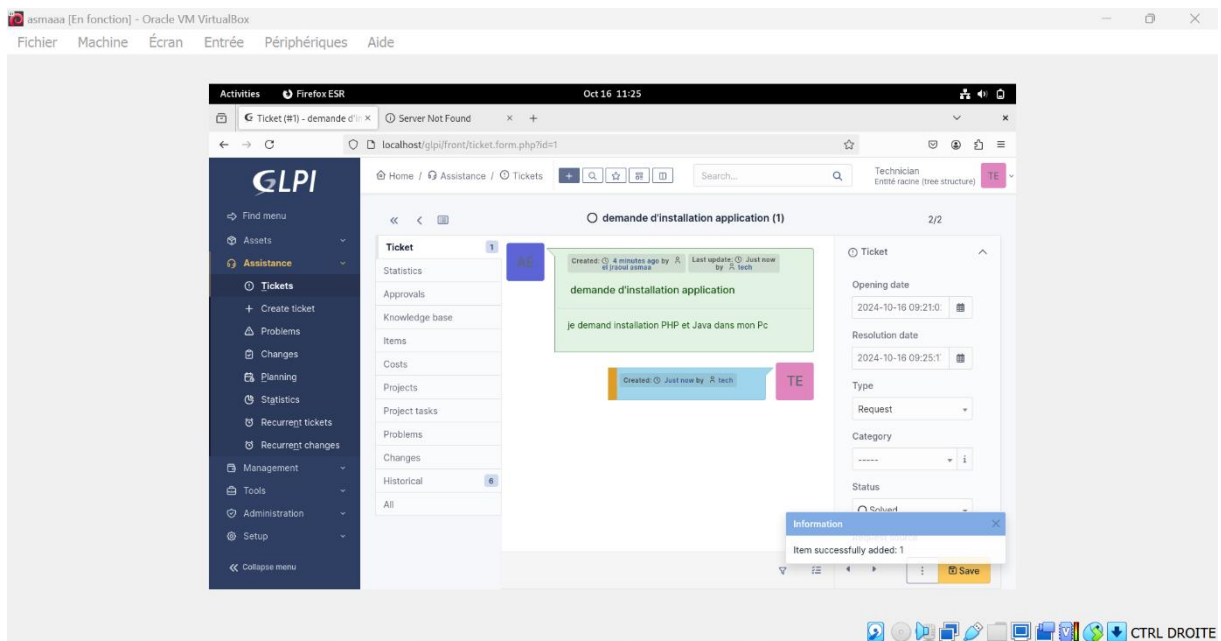 asmaaa [En fonction] - Oracle VM VirtualBox
Fichier Machine Écran Entrée Périphériques Aide
Activities Firefox ESR Oct 16 11:25
Ticket (#1) - demande d'in × Server Not Found × +
localhost/glpi/front/ticket.form.php?id=1
GLPI
Home / Assistance / Tickets
Search...
Technician
Entité racine (tree structure)
TE
Find menu
Assets
Assistance
Tickets
Create ticket
Problems
Changes
Planning
Statistics
Recurrent tickets
Recurrent changes
Management
Tools
Administration
Setup
Collapse menu
demande d'installation application (1)
2/2
Ticket 1
Statistics
Approvals
Knowledge base
Items
Costs
Projects
Project tasks
Problems
Changes
Historical 6
All
AE
Created: 4 minutes ago by
el jraoui asmaa
Last update: Just now
by tech
demande d'installation application
je demand installation PHP et Java dans mon Pc
Created: Just now by tech
TE
Ticket
Opening date
2024-10-16 09:21:0
Resolution date
2024-10-16 09:25:1
Type
Request
Category
-----
i
Status
Solved
Information
Item successfully added: 1
Save
CTRL DROITE